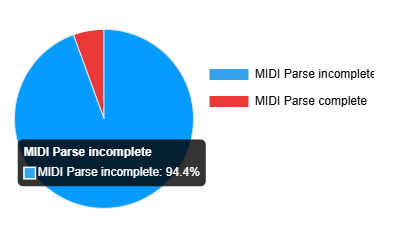 MIDI Parse incomplete
MIDI Parse complete
MIDI Parse incomplete
MIDI Parse incomplete: 94.4%